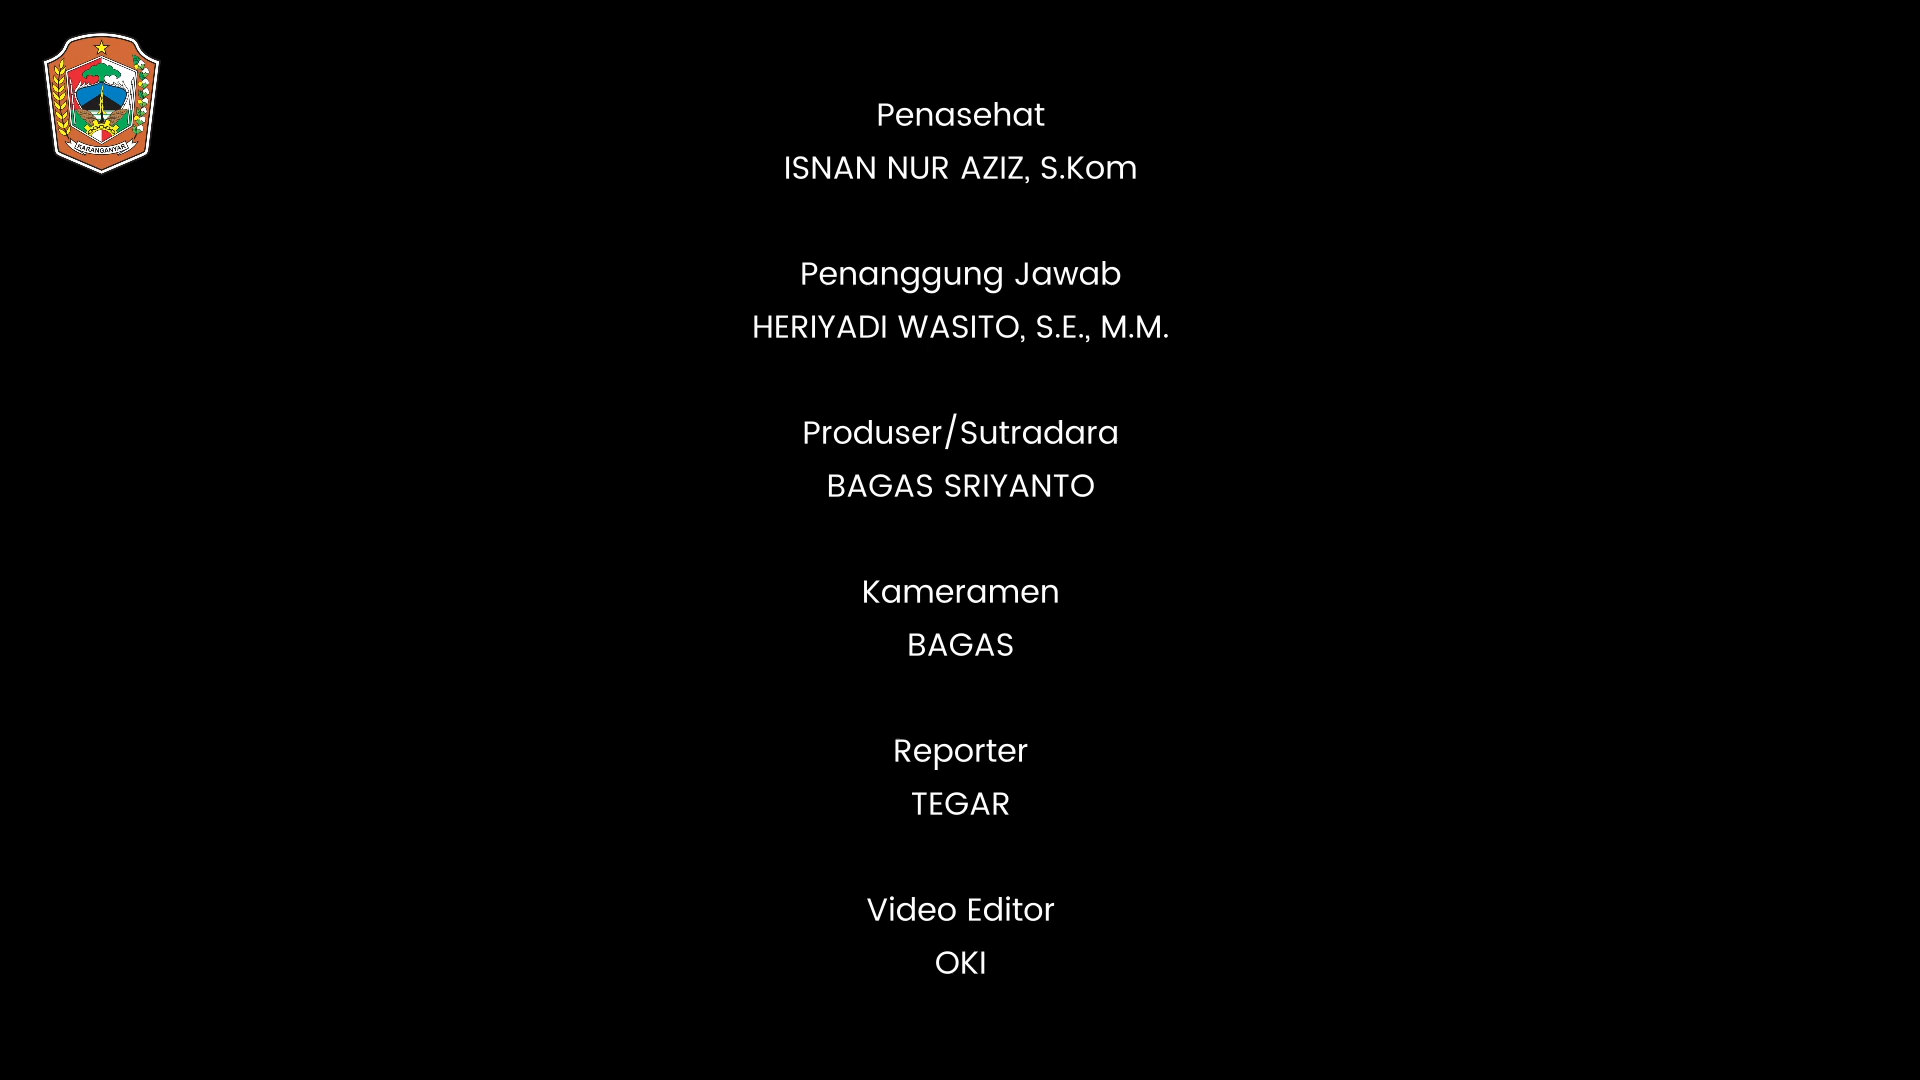 KARANGANYAR
Penasehat
ISNAN NUR AZIZ, S.Kom
Penanggung Jawab
HERIYADI WASITO, S.E., M.M.
Produser/Sutradara
BAGAS SRIYANTO
Kameramen
BAGAS
Reporter
TEGAR
Video Editor
OKI